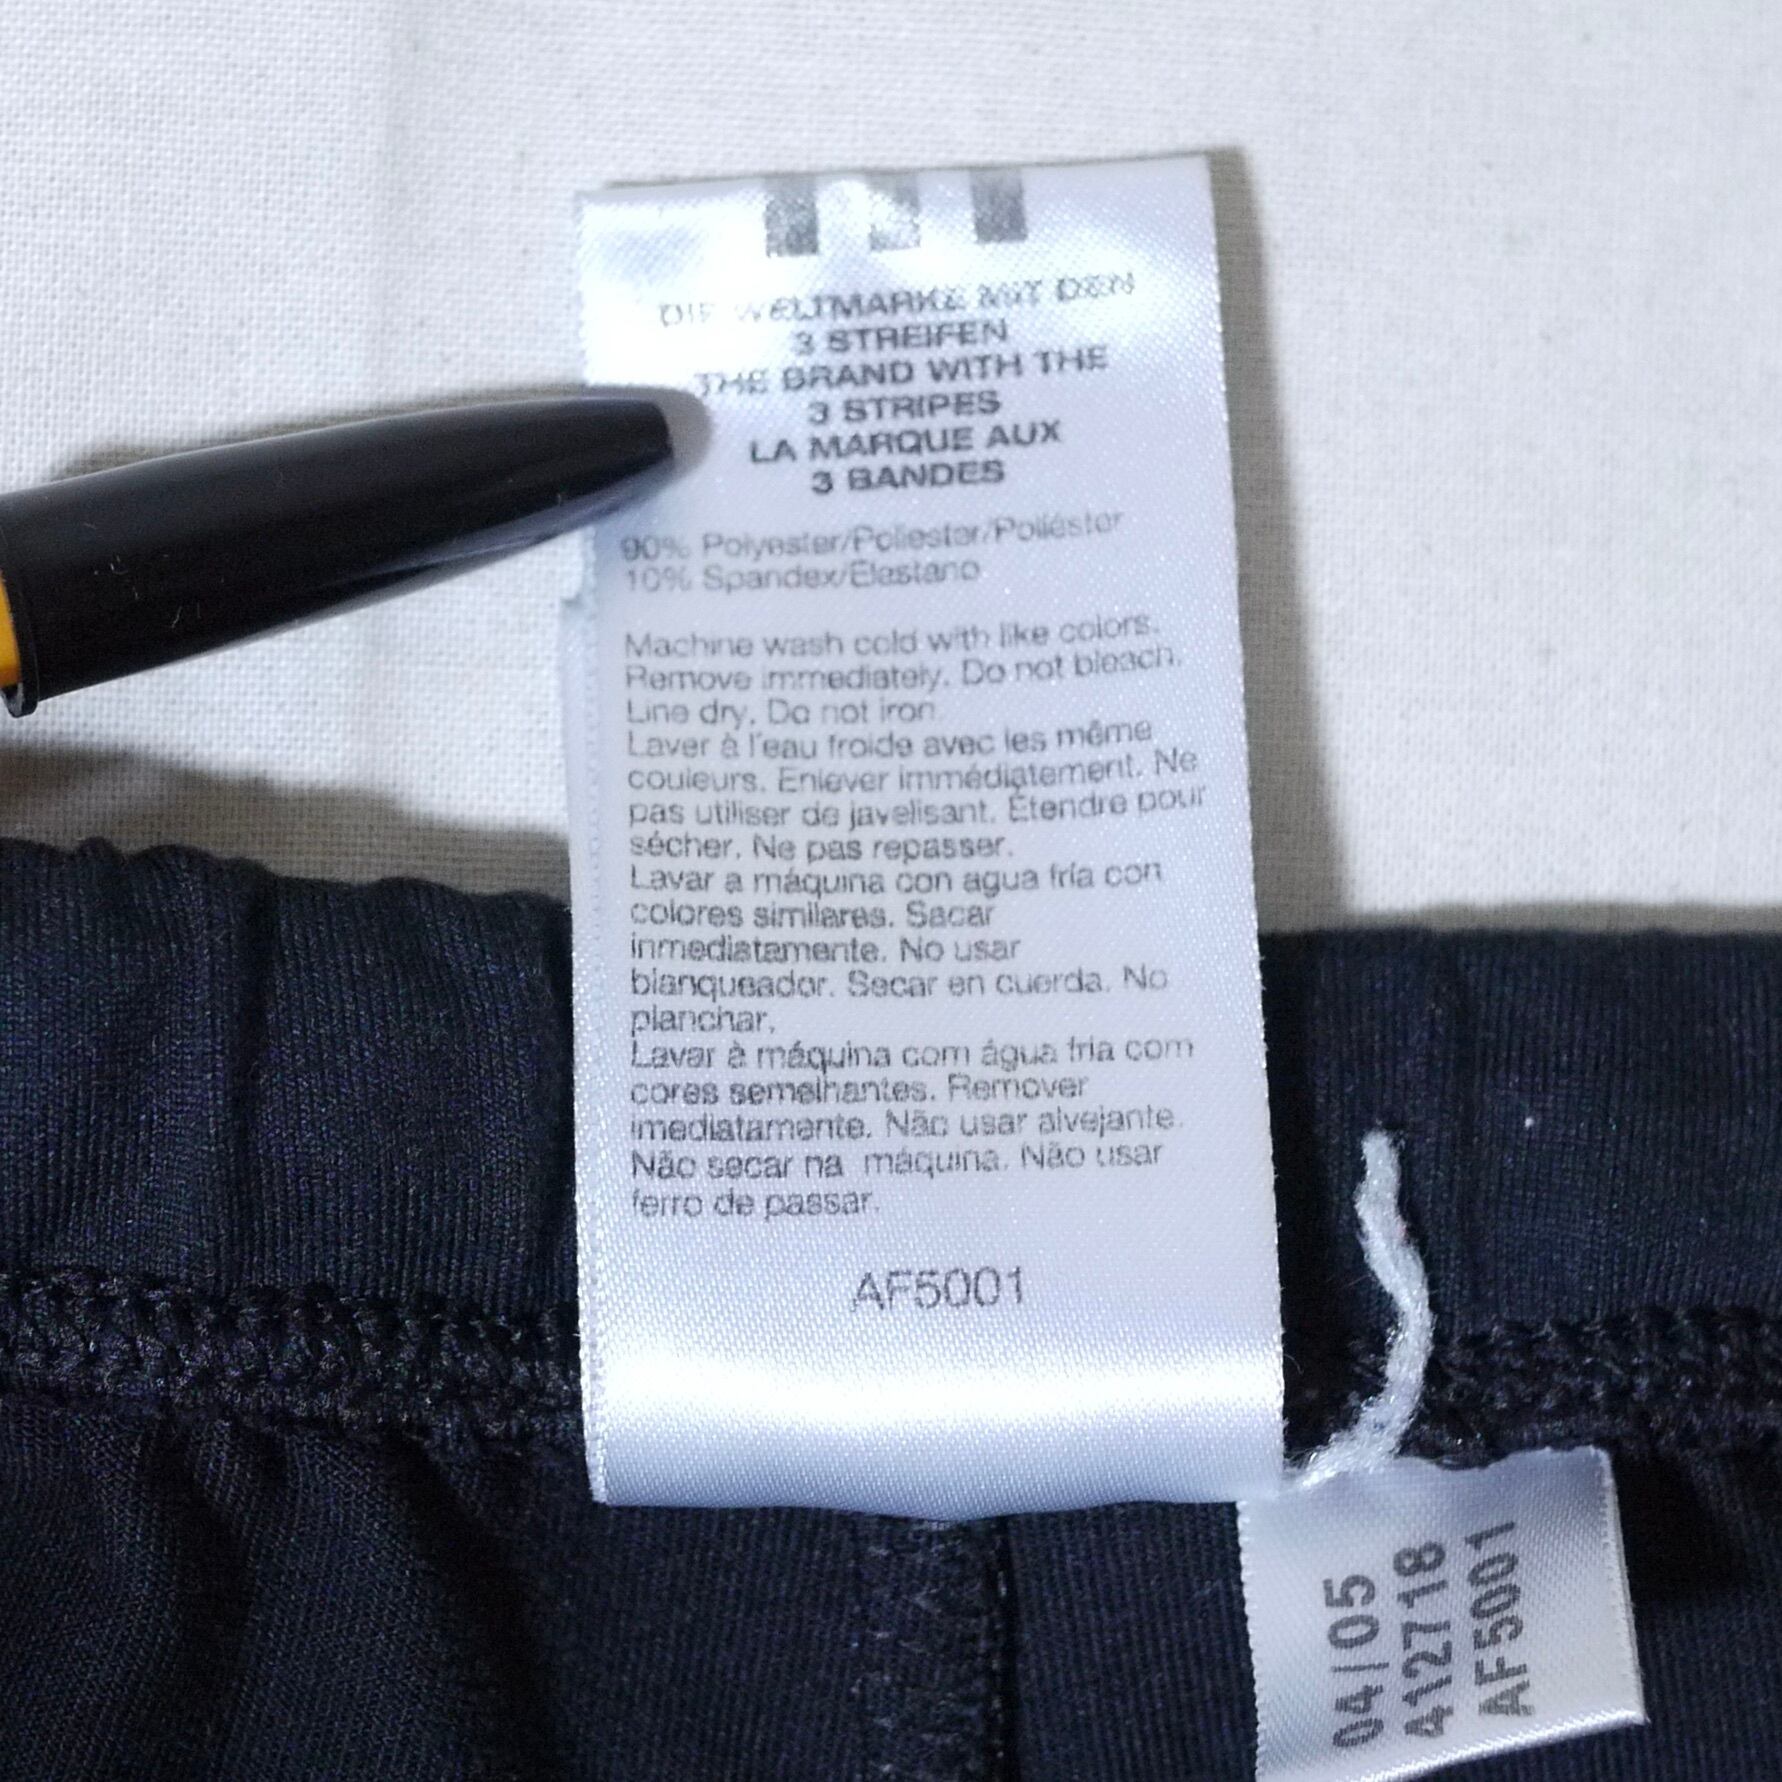 DIE WELTMARKE MIT DEN
3 STREIFEN
THE BRAND WITH THE
3 STRIPES
LA MARQUE AUX
3 BANDES
90% Polyester/Poliester/Poliéster
10% Spandex/Elastano
Machine wash cold with like colors.
Remove immediately. Do not bleach.
Line dry. Do not iron.
Laver à l'eau froide avec les même
couleurs. Enlever immédiatement. Ne
pas utiliser de javelisant. Étendre pour
sécher. Ne pas repasser.
Lavar a máquina con agua fría con
colores similares. Sacar
inmediatamente. No usar
blanqueador. Secar en cuerda. No
planchar.
Lavar à máquina com água fria com
cores semelhantes. Remover
imediatamente. Não usar alvejante.
Não secar na máquina. Não usar
ferro de passar.
AF5001
04/05
412718
AF5001